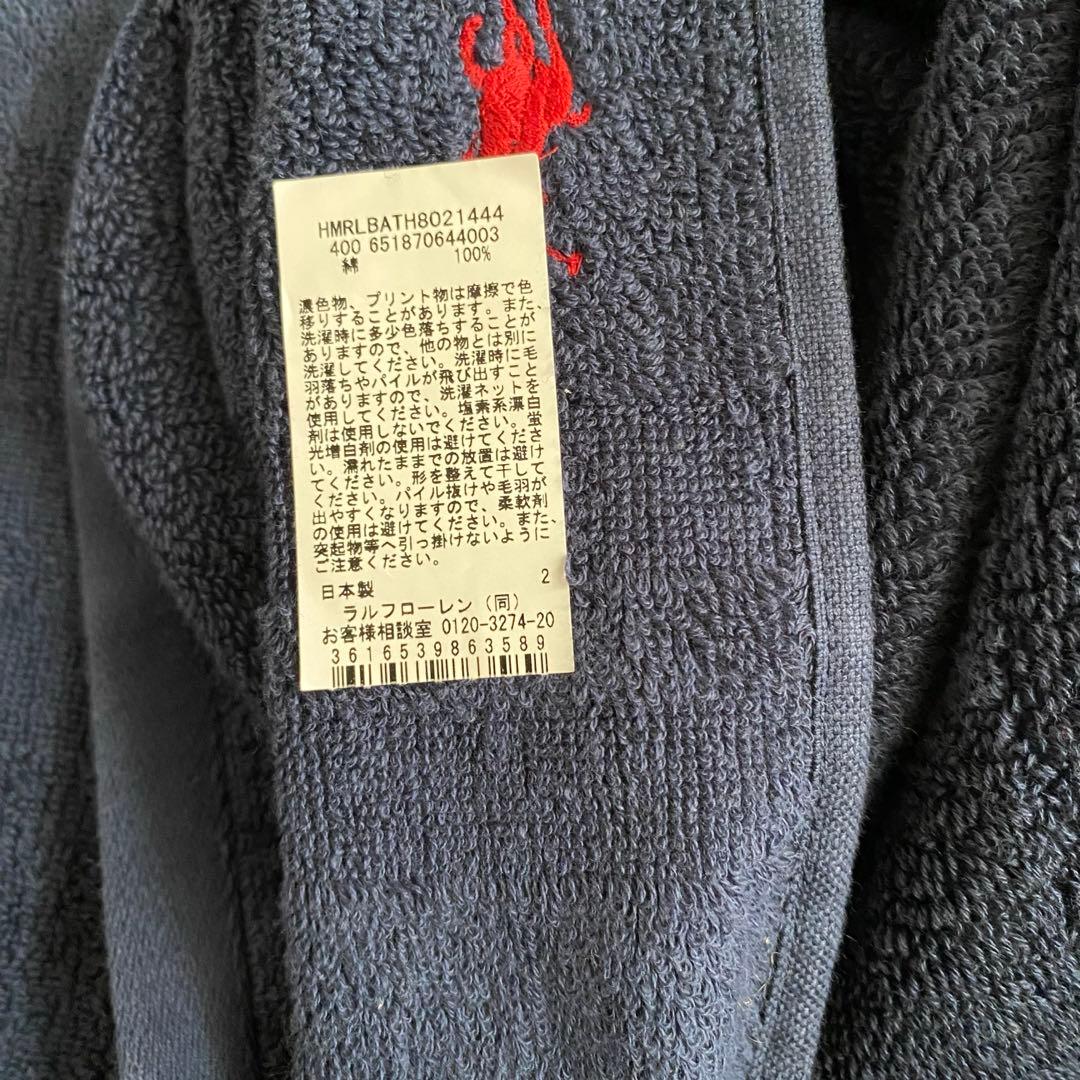 HMRLBATH8021444
400 651870644003
綿 100%
濃色物、プリント物は摩擦で色
移りすることがあります。また、
洗濯時に多少色落ちすることが
ありますので、他の物とは別に
洗濯してください。洗濯時に毛
羽落ちやパイルが飛び出すこと
がありますので、洗濯ネットを
使用してください。塩素系漂白
剤は使用しないでください。蛍
光増白剤の使用は避けてくださ
い。濡れたままでの放置は避け
てください。形を整えて干して
ください。パイル抜けや毛羽が
出やすくなりますので、柔軟剤
の使用は避けてください。また、
突起物等へ引っ掛けないように
ご注意ください。
日本製 2
ラルフローレン(同)
お客様相談室 0120-3274-20
3616539863589